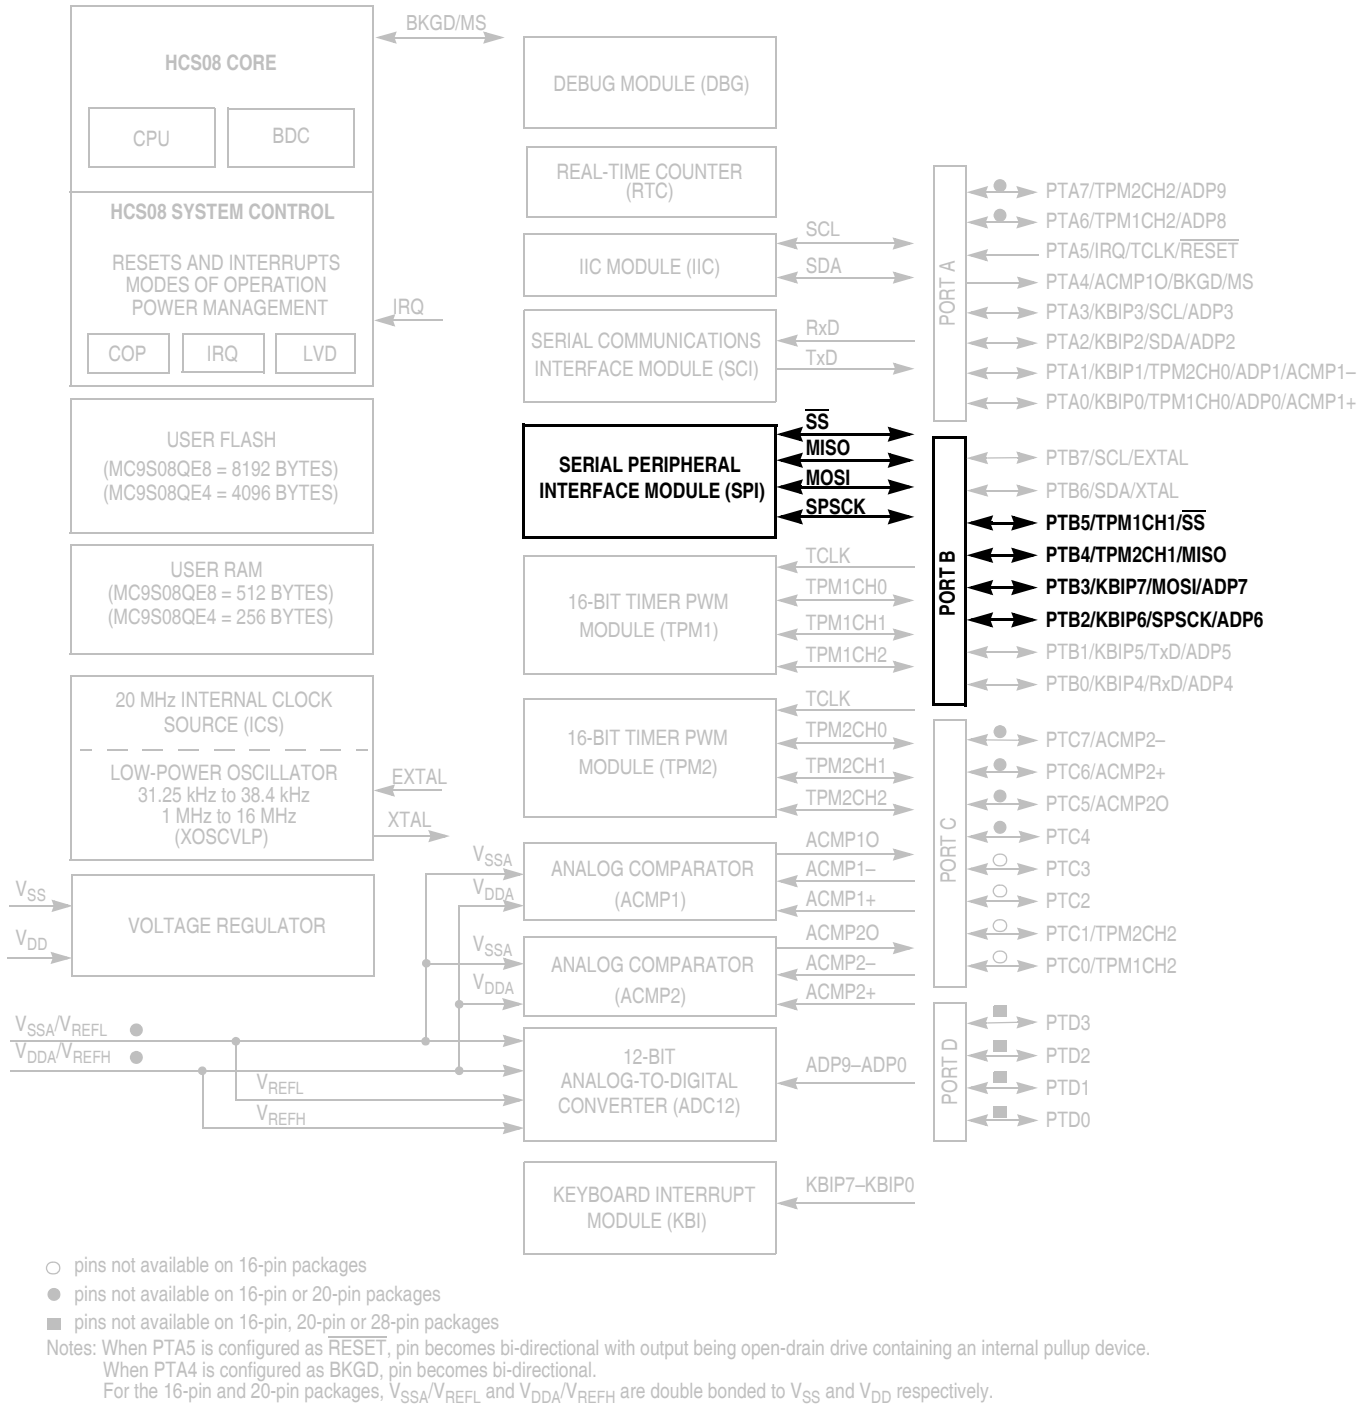 BKGD/MS
HCS08 CORE
CPU
BDC
HCS08 SYSTEM CONTROL
RESETS AND INTERRUPTS
MODES OF OPERATION
POWER MANAGEMENT
IRQ
COP
IRQ
LVD
USER FLASH
(MC9S08QE8 = 8192 BYTES)
(MC9S08QE4 = 4096 BYTES)
USER RAM
(MC9S08QE8 = 512 BYTES)
(MC9S08QE4 = 256 BYTES)
20 MHz INTERNAL CLOCK
SOURCE (ICS)
LOW-POWER OSCILLATOR
31.25 kHz to 38.4 kHz
1 MHz to 16 MHz
(XOSCVLP)
EXTAL
XTAL
VSS
VDD
VOLTAGE REGULATOR
VSSA/VREFL
VDDA/VREFH
VREFL
VREFH
VSSA
VDDA
VSSA
VDDA
DEBUG MODULE (DBG)
REAL-TIME COUNTER
(RTC)
IIC MODULE (IIC)
SCL
SDA
SERIAL COMMUNICATIONS
INTERFACE MODULE (SCI)
RxD
TxD
SERIAL PERIPHERAL
INTERFACE MODULE (SPI)
SS
MISO
MOSI
SPSCK
16-BIT TIMER PWM
MODULE (TPM1)
TCLK
TPM1CH0
TPM1CH1
TPM1CH2
16-BIT TIMER PWM
MODULE (TPM2)
TCLK
TPM2CH0
TPM2CH1
TPM2CH2
ANALOG COMPARATOR
(ACMP1)
ACMP1O
ACMP1–
ACMP1+
ANALOG COMPARATOR
(ACMP2)
ACMP2O
ACMP2–
ACMP2+
12-BIT
ANALOG-TO-DIGITAL
CONVERTER (ADC12)
ADP9–ADP0
KEYBOARD INTERRUPT
MODULE (KBI)
KBIP7–KBIP0
PORT A
PTA7/TPM2CH2/ADP9
PTA6/TPM1CH2/ADP8
PTA5/IRQ/TCLK/RESET
PTA4/ACMP1O/BKGD/MS
PTA3/KBIP3/SCL/ADP3
PTA2/KBIP2/SDA/ADP2
PTA1/KBIP1/TPM2CH0/ADP1/ACMP1–
PTA0/KBIP0/TPM1CH0/ADP0/ACMP1+
PORT B
PTB7/SCL/EXTAL
PTB6/SDA/XTAL
PTB5/TPM1CH1/SS
PTB4/TPM2CH1/MISO
PTB3/KBIP7/MOSI/ADP7
PTB2/KBIP6/SPSCK/ADP6
PTB1/KBIP5/TxD/ADP5
PTB0/KBIP4/RxD/ADP4
PORT C
PTC7/ACMP2–
PTC6/ACMP2+
PTC5/ACMP2O
PTC4
PTC3
PTC2
PTC1/TPM2CH2
PTC0/TPM1CH2
PORT D
PTD3
PTD2
PTD1
PTD0
pins not available on 16-pin packages
pins not available on 16-pin or 20-pin packages
pins not available on 16-pin, 20-pin or 28-pin packages
Notes: When PTA5 is configured as RESET, pin becomes bi-directional with output being open-drain drive containing an internal pullup device.
When PTA4 is configured as BKGD, pin becomes bi-directional.
For the 16-pin and 20-pin packages, VSSA/VREFL and VDDA/VREFH are double bonded to VSS and VDD respectively.